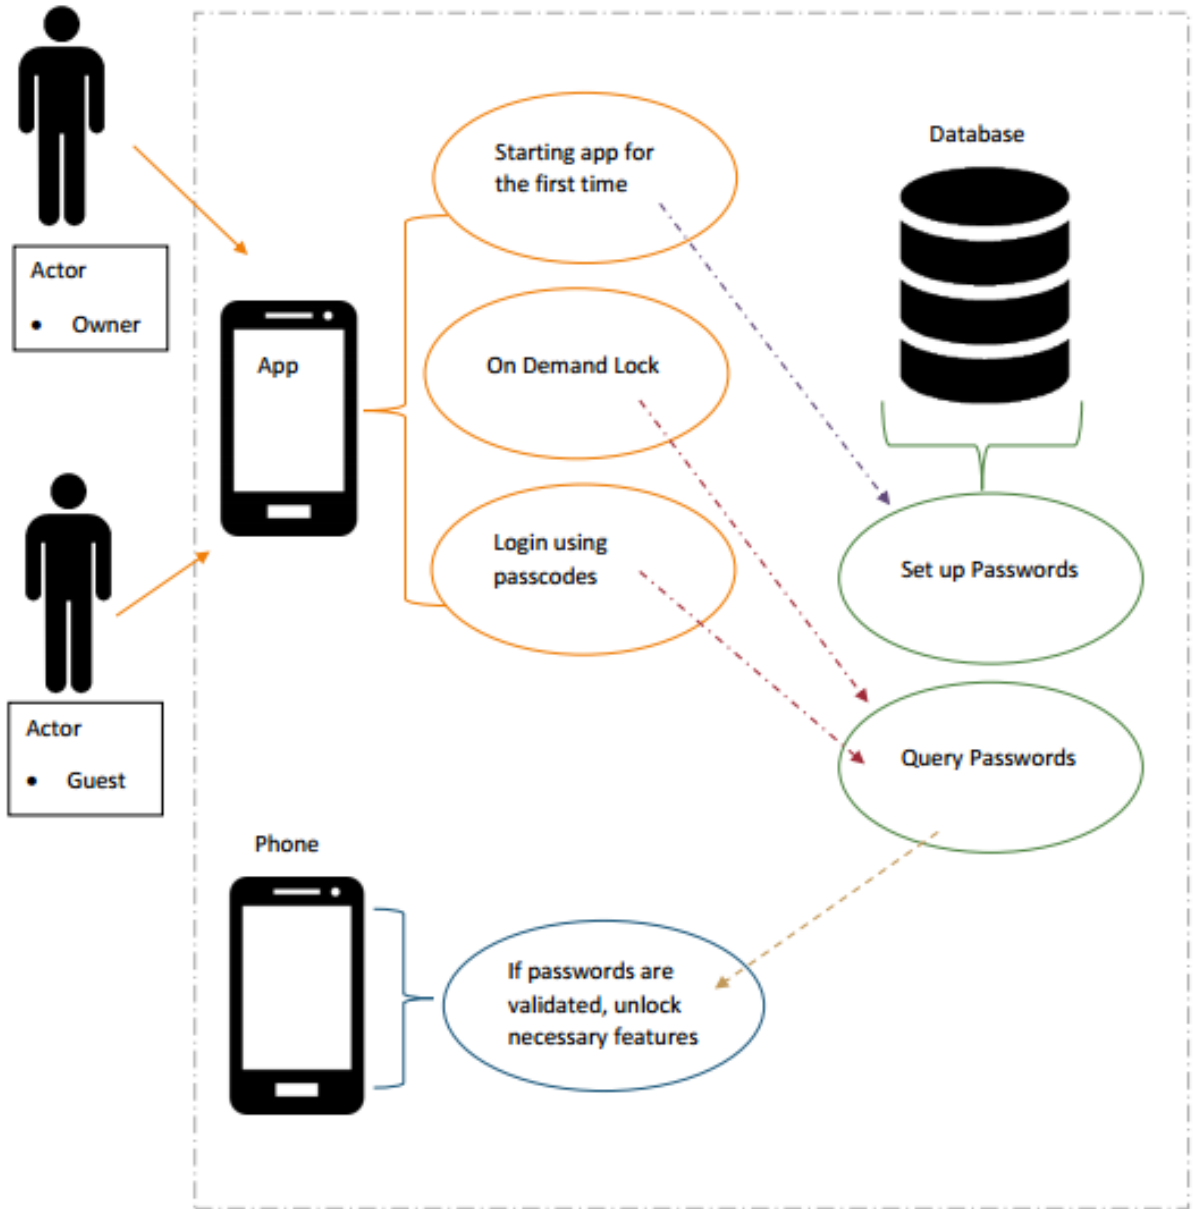 Actor
• Owner
App
Actor
• Guest
Starting app for
the first time
On Demand Lock
Login using
passcodes
Database
Set up Passwords
Query Passwords
Phone
If passwords are
validated, unlock
necessary features